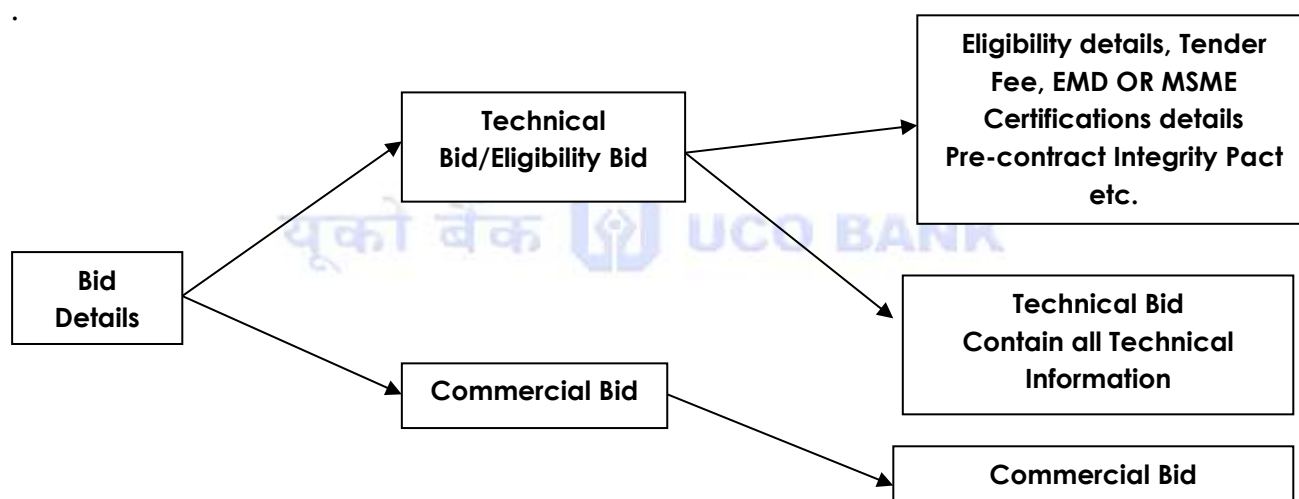 .
Eligibility details, Tender
Fee, EMD OR MSME
Certifications details
Pre-contract Integrity Pact
etc.
Technical
Bid/Eligibility Bid
यूको बैंक UCO BANK
Bid
Details
Technical Bid
Contain all Technical
Information
Commercial Bid
Commercial Bid